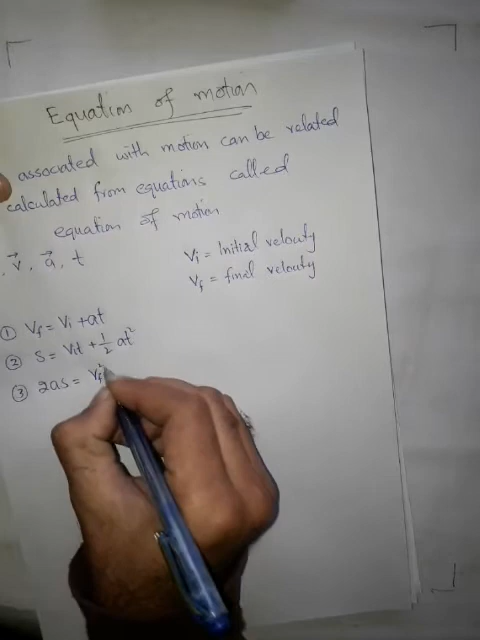 Equation of motion
associated with motion can be related
calculated from equations called
equation of motion
. v⃗ . a⃗ . t
Vi = Initial velocity
Vf = final velocity
① Vf = Vi + at
② S = Vit + 1/2 at²
③ 2as = Vf²